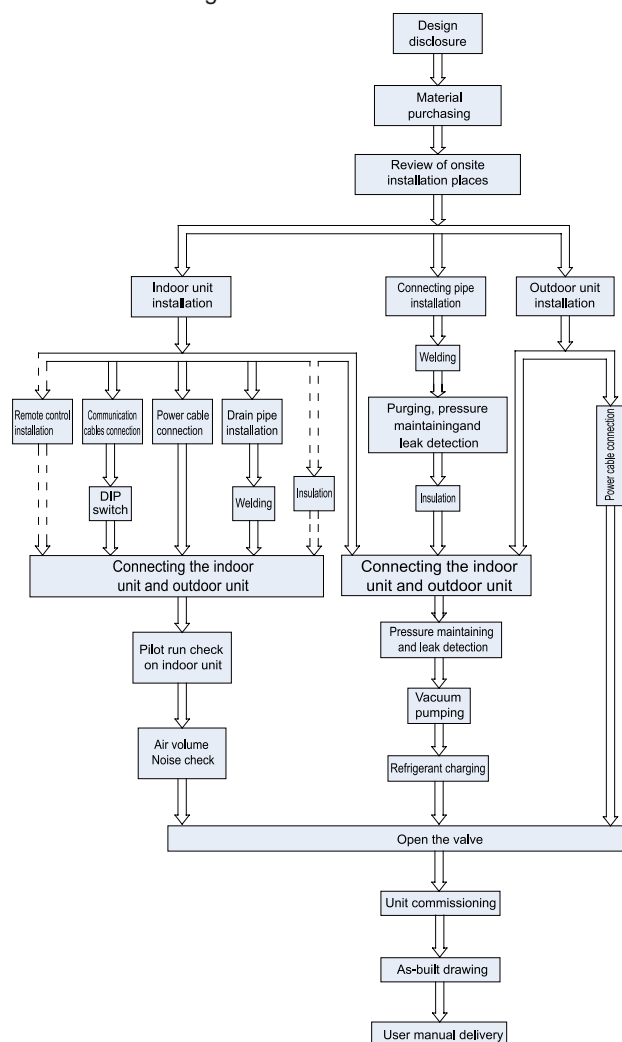 Design
disclosure
Material
purchasing
Review of onsite
installation places
Indoor unit
installation
Connecting pipe
installation
Outdoor unit
installation
Welding
Remote control
installation
Communication
cables connection
Power cable
connection
Drain pipe
installation
Purging, pressure
maintainingand
leak detection
Power cable connection
DIP
switch
Welding
Insulation
Insulation
Connecting the indoor
unit and outdoor unit
Connecting the indoor
unit and outdoor unit
Pilot run check
on indoor unit
Pressure maintaining
and leak detection
Vacuum
pumping
Air volume
Noise check
Refrigerant charging
Open the valve
Unit commissioning
As-built drawing
User manual delivery